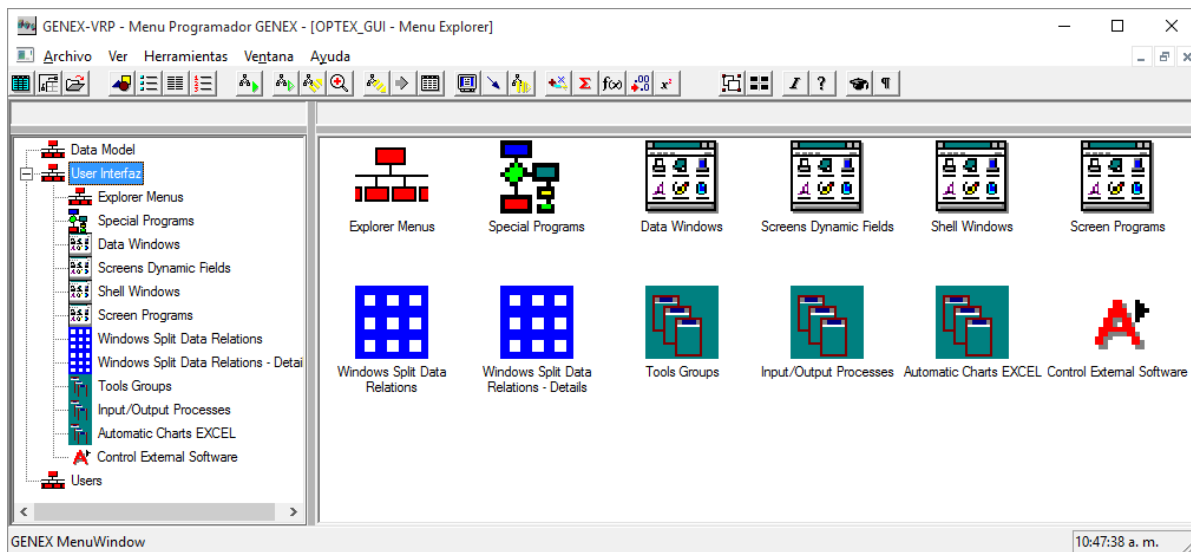 GENEX-VRP - Menu Programador GENEX - [OPTEX_GUI - Menu Explorer]
Archivo Ver Herramientas Ventana Ayuda
Data Model
User Interfaz
Explorer Menus
Special Programs
Data Windows
Screens Dynamic Fields
Shell Windows
Screen Programs
Windows Split Data Relations
Windows Split Data Relations - Detai
Tools Groups
Input/Output Processes
Automatic Charts EXCEL
Control External Software
Users
Explorer Menus Special Programs Data Windows Screens Dynamic Fields Shell Windows Screen Programs
Windows Split Data Relations Windows Split Data Relations - Details Tools Groups Input/Output Processes Automatic Charts EXCEL Control External Software
GENEX MenuWindow 10:47:38 a. m.